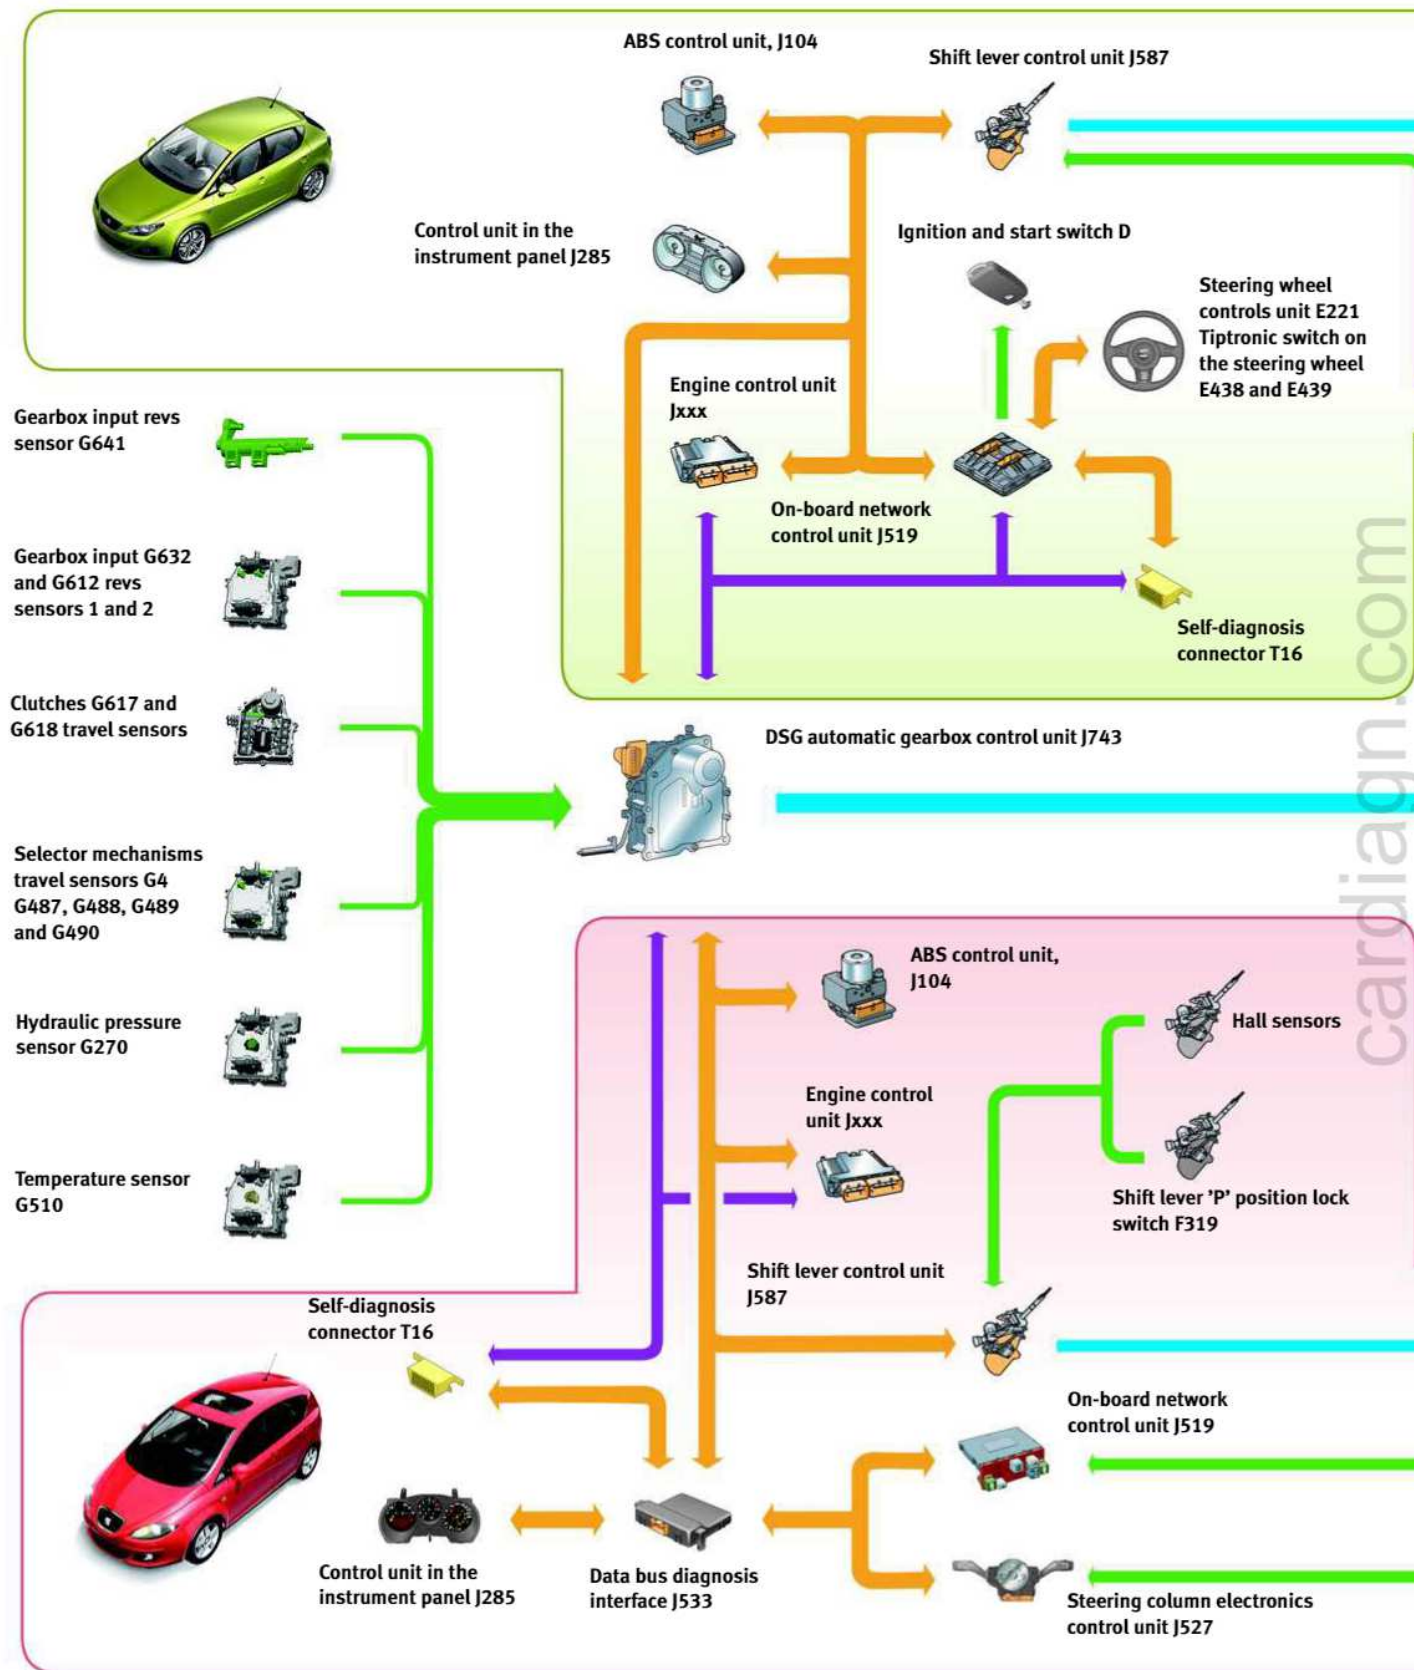 ABS control unit, J104
Shift lever control unit J587
Control unit in the
instrument panel J285
Ignition and start switch D
Steering wheel
controls unit E221
Tiptronic switch on
the steering wheel
E438 and E439
Engine control unit
Jxxx
On-board network
control unit J519
Self-diagnosis
connector T16
Gearbox input revs
sensor G641
Gearbox input G632
and G612 revs
sensors 1 and 2
Clutches G617 and
G618 travel sensors
DSG automatic gearbox control unit J743
Selector mechanisms
travel sensors G4
G487, G488, G489
and G490
Hydraulic pressure
sensor G270
Temperature sensor
G510
ABS control unit,
J104
Hall sensors
Engine control
unit Jxxx
Shift lever ’P’ position lock
switch F319
Shift lever control unit
J587
Self-diagnosis
connector T16
On-board network
control unit J519
Control unit in the
instrument panel J285
Data bus diagnosis
interface J533
Steering column electronics
control unit J527
cardiagn.com